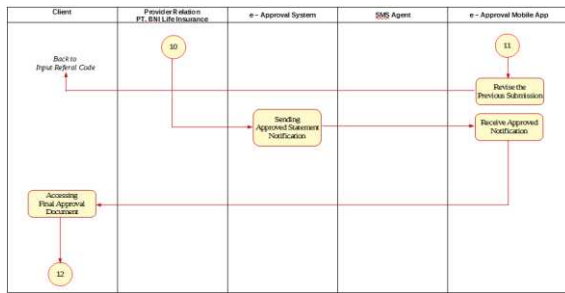 Client
Provider Relation
PT. BNI Life Insurance
e – Approval System
SMS Agent
e – Approval Mobile App
10
11
Back to
Input Referal Code
Revise the
Previous Submission
Sending
Approved Statement
Notification
Receive Approved
Notification
Accessing
Final Approval
Document
12